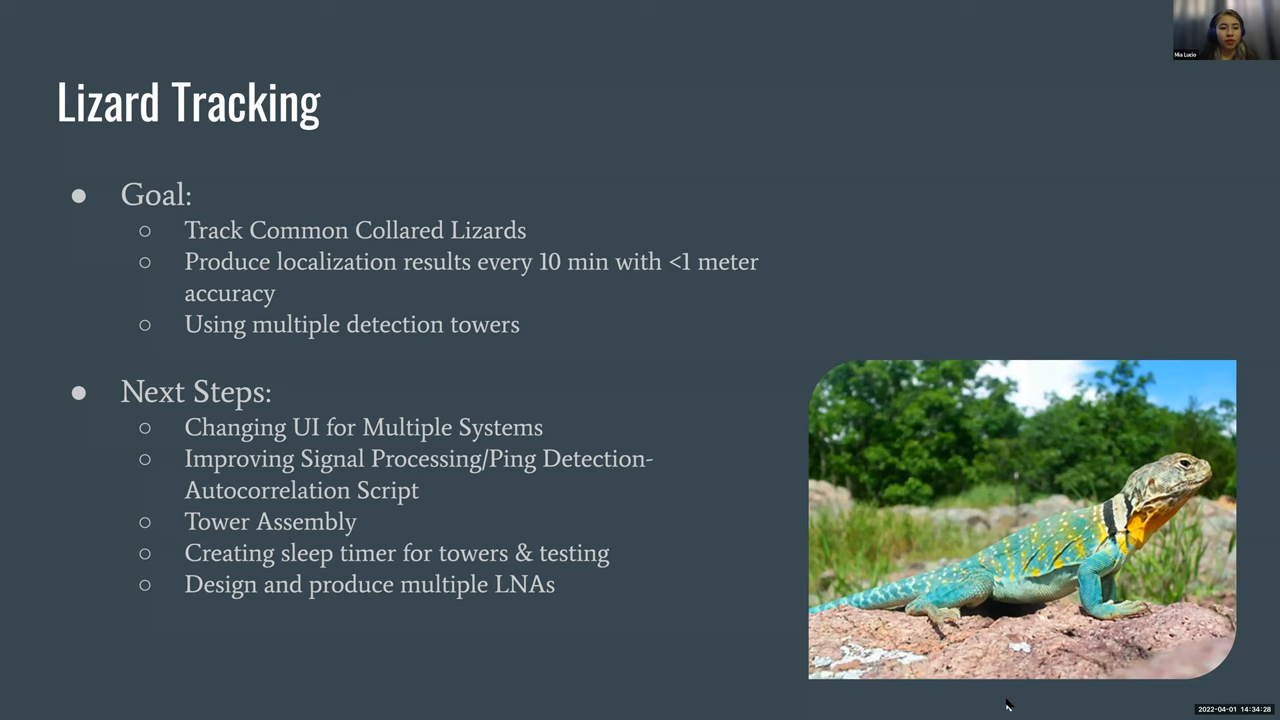 Mia Lucio
Lizard Tracking
● Goal:
○ Track Common Collared Lizards
○ Produce localization results every 10 min with <1 meter
accuracy
○ Using multiple detection towers
● Next Steps:
○ Changing UI for Multiple Systems
○ Improving Signal Processing/Ping Detection-
Autocorrelation Script
○ Tower Assembly
○ Creating sleep timer for towers & testing
○ Design and produce multiple LNAs
2022-04-01 14:34:28